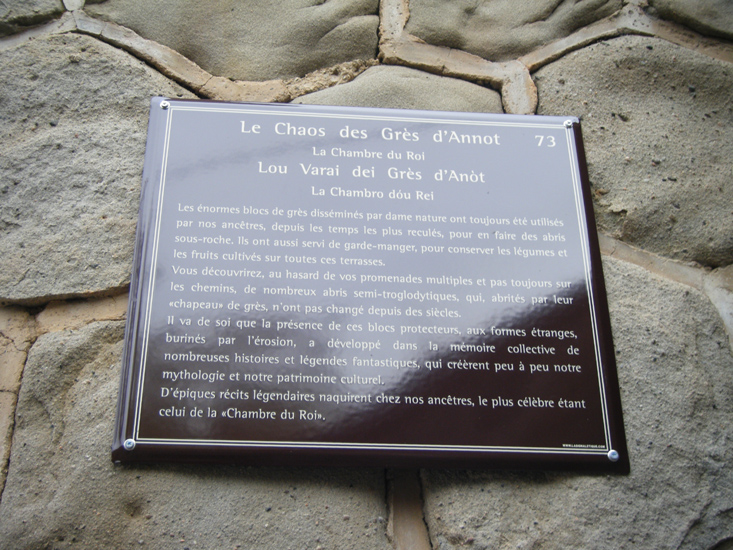 Le Chaos des Grès d'Annot
73
La Chambre du Roi
Lou Varai dei Grès d'Anòt
La Chambro dóu Rei
Les énormes blocs de grès disséminés par dame nature ont toujours été utilisés
par nos ancêtres, depuis les temps les plus reculés, pour en faire des abris
sous-roche. Ils ont aussi servi de garde-manger, pour conserver les légumes et
les fruits cultivés sur toutes ces terrasses.
Vous découvrirez, au hasard de vos promenades multiples et pas toujours sur
les chemins, de nombreux abris semi-troglodytiques, qui, abrités par leur
«chapeau» de grès, n'ont pas changé depuis des siècles.
Il va de soi que la présence de ces blocs protecteurs, aux formes étranges,
burinés par l'érosion, a développé dans la mémoire collective de
nombreuses histoires et légendes fantastiques, qui créèrent peu à peu notre
mythologie et notre patrimoine culturel.
D'épiques récits légendaires naquirent chez nos ancêtres, le plus célèbre étant
celui de la «Chambre du Roi».